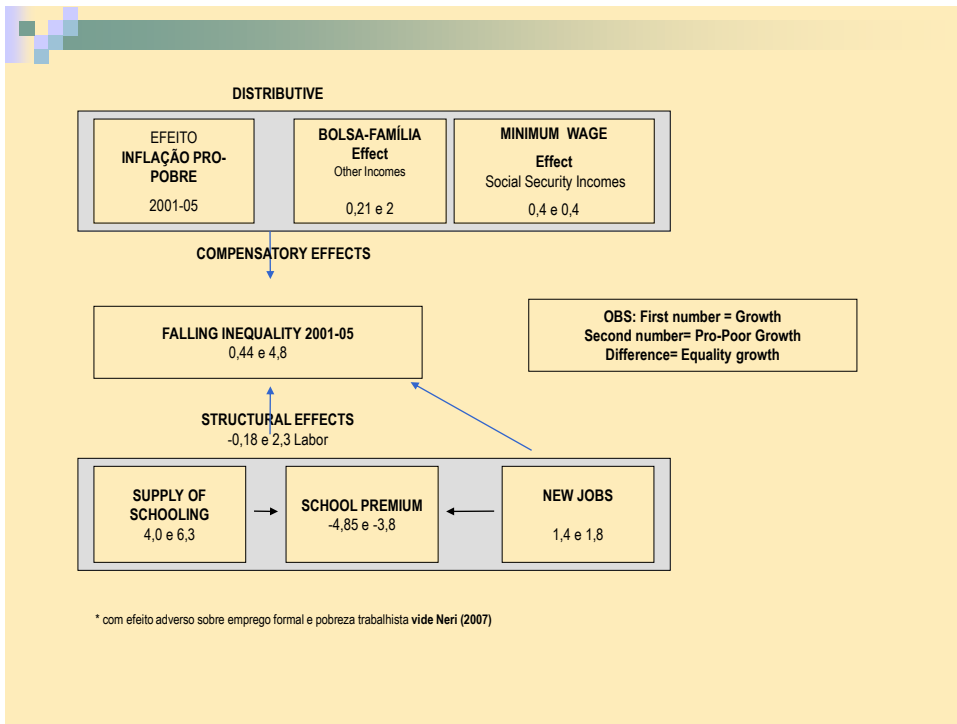 DISTRIBUTIVE
EFEITO
INFLAÇÃO PRO-
POBRE
2001-05
BOLSA-FAMÍLIA
Effect
Other Incomes
0,21 e 2
MINIMUM WAGE
Effect
Social Security Incomes
0,4 e 0,4
COMPENSATORY EFFECTS
FALLING INEQUALITY 2001-05
0,44 e 4,8
OBS: First number = Growth
Second number= Pro-Poor Growth
Difference= Equality growth
STRUCTURAL EFFECTS
-0,18 e 2,3 Labor
SUPPLY OF
SCHOOLING
4,0 e 6,3
SCHOOL PREMIUM
-4,85 e -3,8
NEW JOBS
1,4 e 1,8
* com efeito adverso sobre emprego formal e pobreza trabalhista vide Neri (2007)